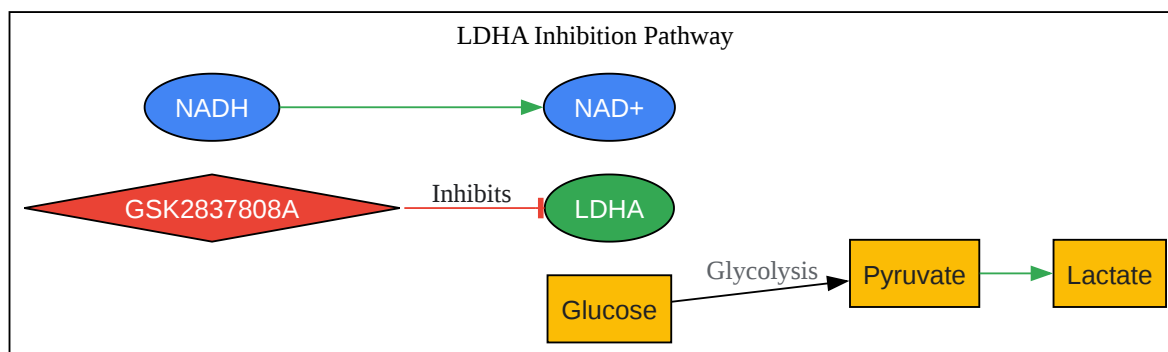 LDHA Inhibition Pathway
NADH
NAD+
GSK2837808A
Inhibits
LDHA
Glucose
Glycolysis
Pyruvate
Lactate